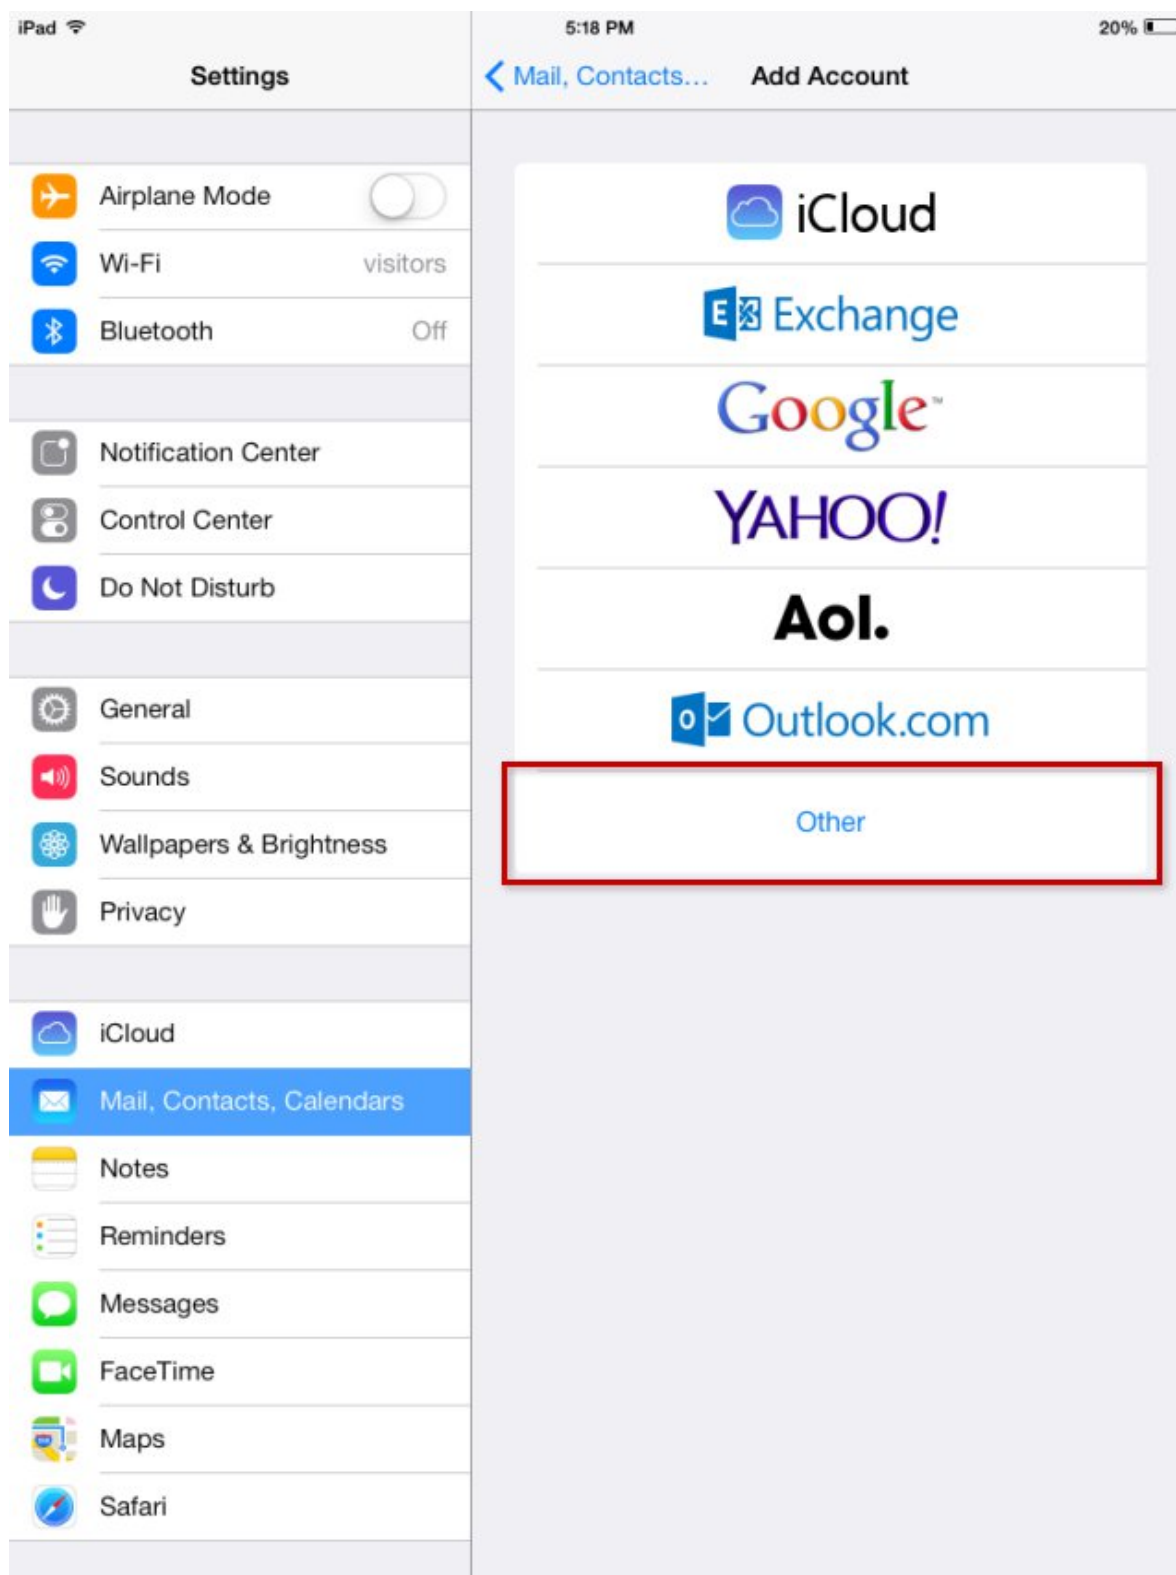 iPad 5:18 PM 20%
Settings
Mail, Contacts... Add Account
Airplane Mode
Wi-Fi visitors
Bluetooth Off
Notification Center
Control Center
Do Not Disturb
General
Sounds
Wallpapers & Brightness
Privacy
iCloud
Mail, Contacts, Calendars
Notes
Reminders
Messages
FaceTime
Maps
Safari
iCloud
E Exchange
Google™
YAHOO!
Aol.
o Outlook.com
Other